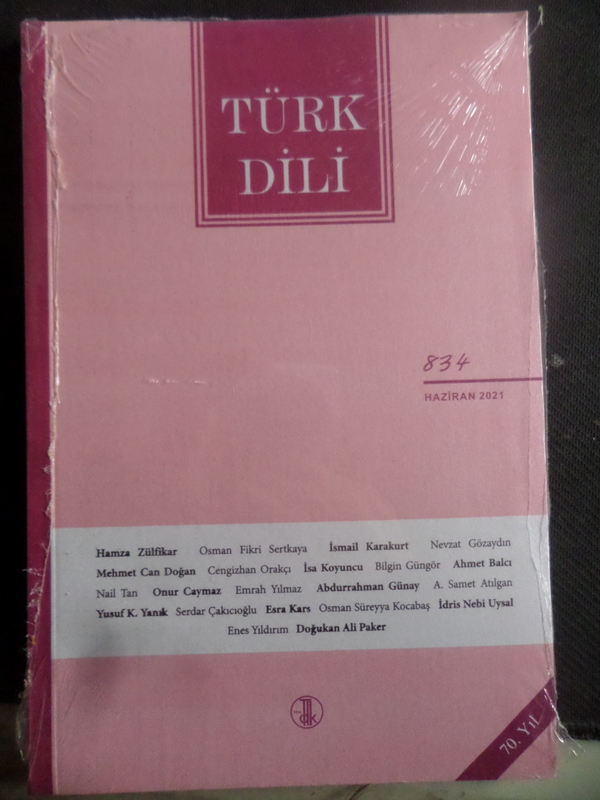 TÜRK
DİLİ
834
HAZİRAN 2021
Hamza Zülfikar Osman Fikri Sertkaya İsmail Karakurt Nevzat Gözaydın
Mehmet Can Doğan Cengizhan Orakçı İsa Koyuncu Bilgin Güngör Ahmet Balcı
Nail Tan Onur Caymaz Emrah Yılmaz Abdurrahman Günay A. Samet Atılgan
Yusuf K. Yanık Serdar Çakıcıoğlu Esra Kars Osman Süreyya Kocabaş İdris Nebi Uysal
Enes Yıldırım Doğukan Ali Paker
70. YIL